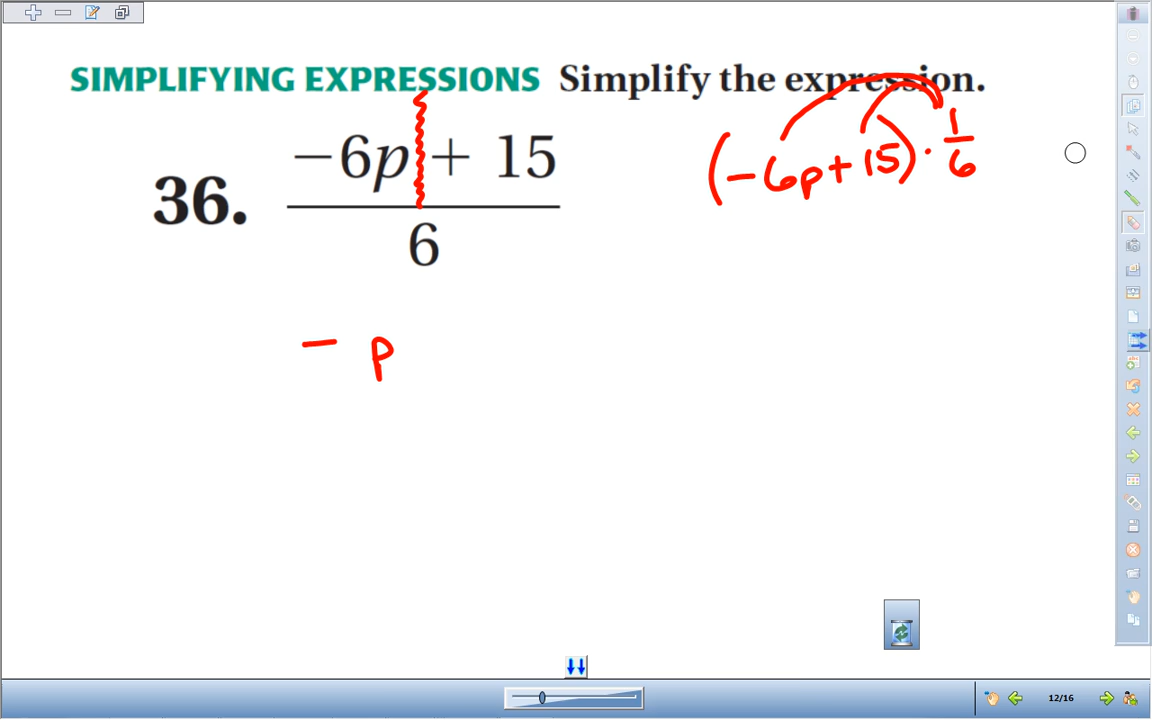 SIMPLIFYING EXPRESSIONS Simplify the expression.
36. −6p + 15
6
(−6p+15) · 1
6
− p
12/16